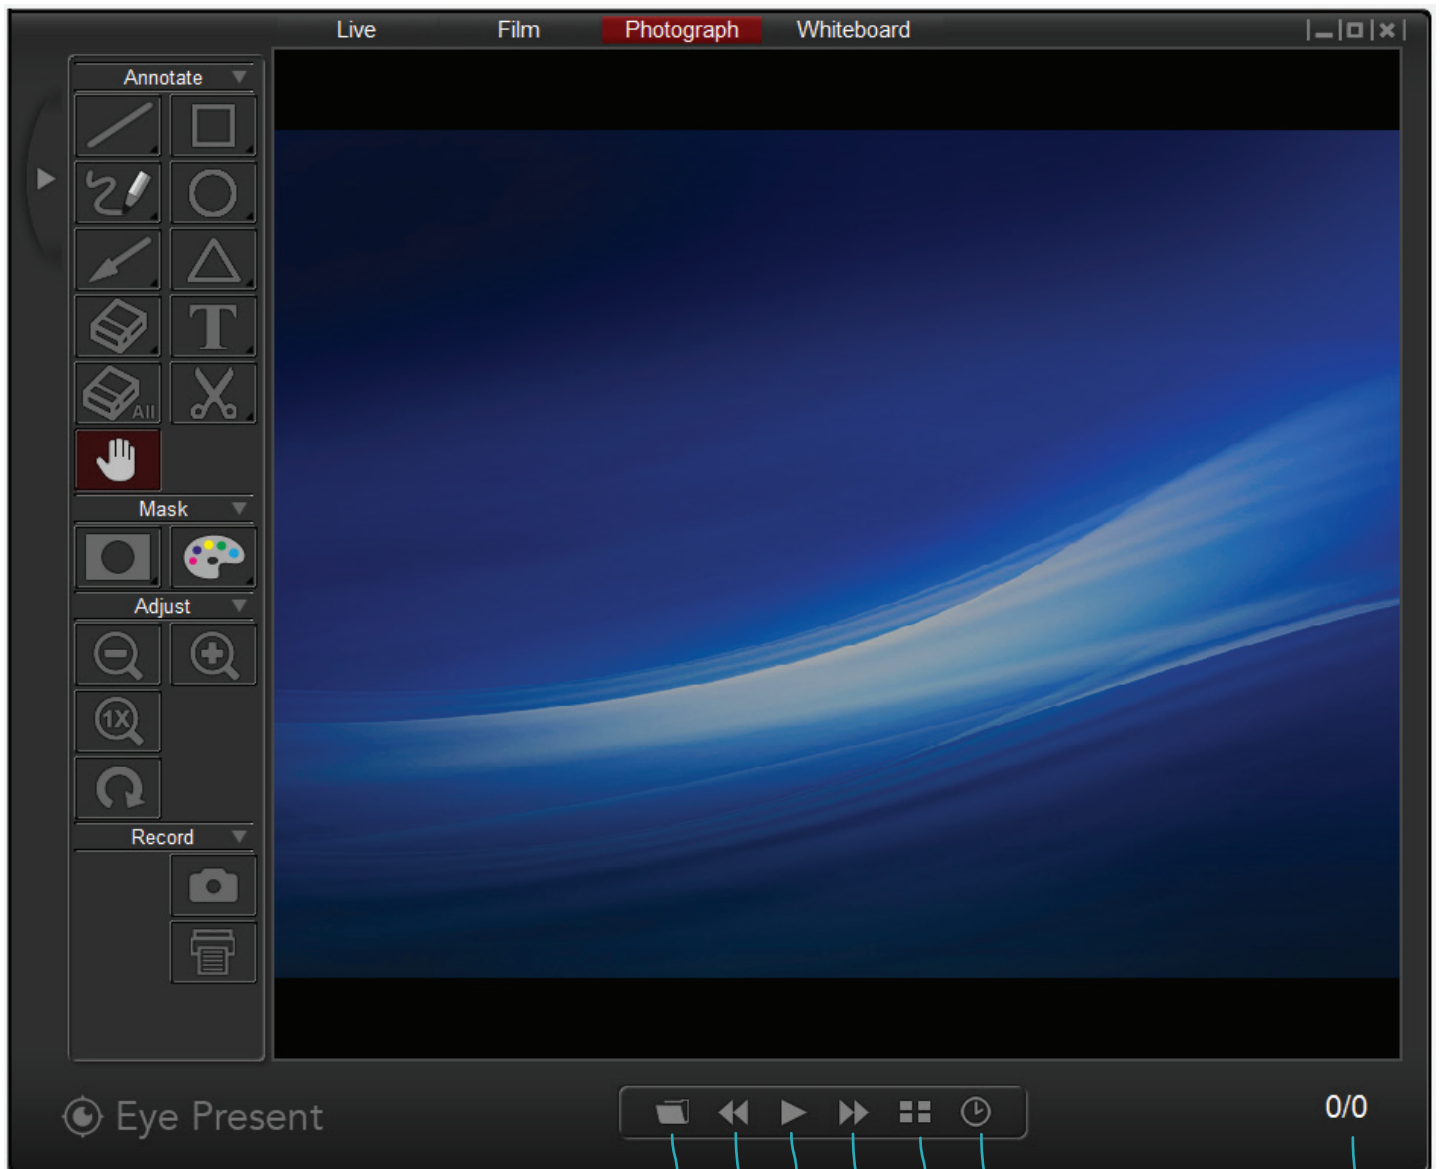 Live Film Photograph Whiteboard
Annotate
T
All
Mask
Adjust
1X
Record
Eye Present
0/0